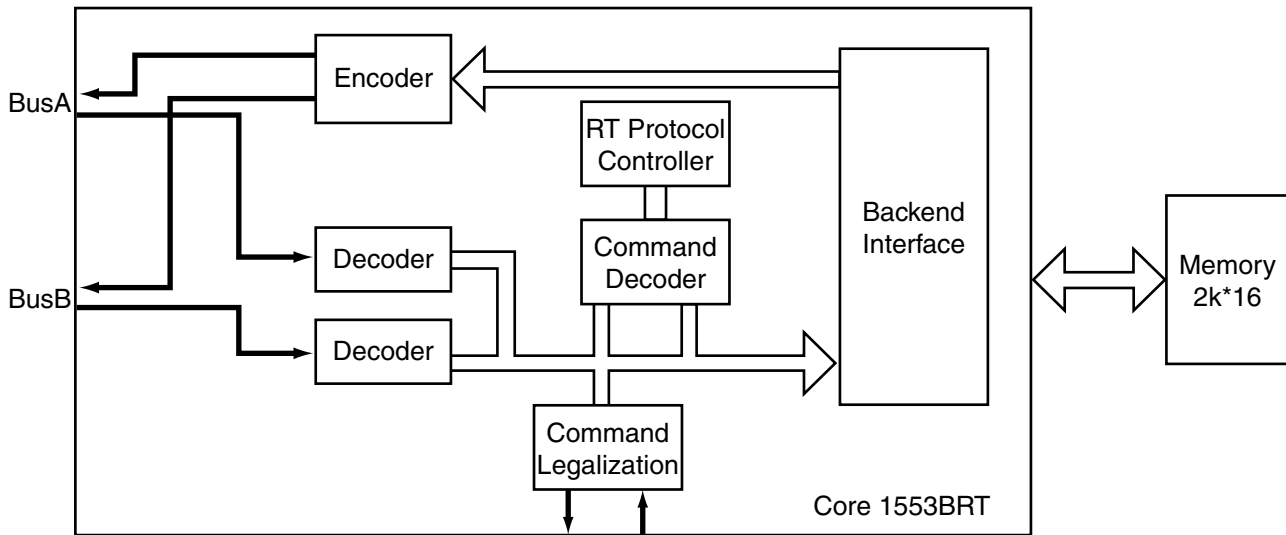 Encoder
BusA
RT Protocol
Controller
Backend
Interface
Command
Decoder
Decoder
Memory
2k*16
BusB
Decoder
Command
Legalization
Core 1553BRT